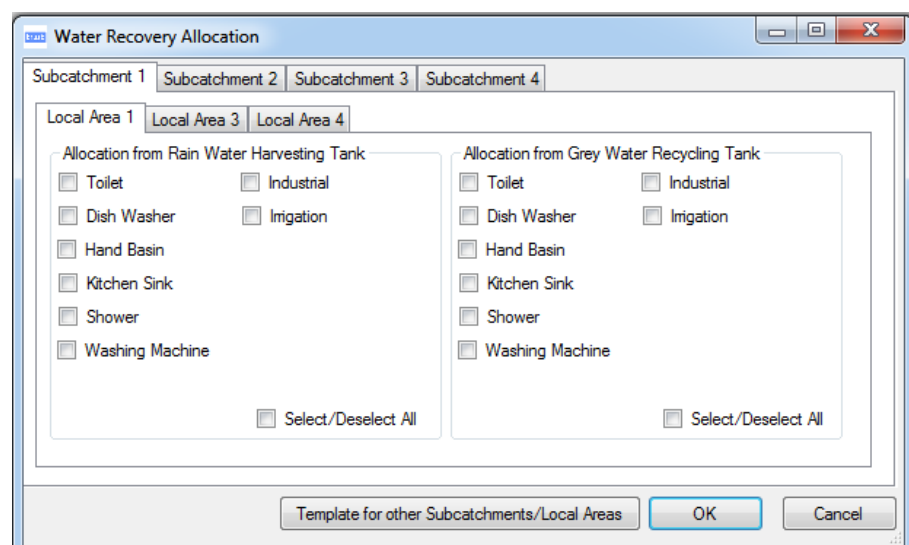 Water Recovery Allocation
Subcatchment 1 Subcatchment 2 Subcatchment 3 Subcatchment 4
Local Area 1 Local Area 3 Local Area 4
Allocation from Rain Water Harvesting Tank
Toilet Industrial
Dish Washer Irrigation
Hand Basin
Kitchen Sink
Shower
Washing Machine
Select/Deselect All
Allocation from Grey Water Recycling Tank
Toilet Industrial
Dish Washer Irrigation
Hand Basin
Kitchen Sink
Shower
Washing Machine
Select/Deselect All
Template for other Subcatchments/Local Areas OK Cancel